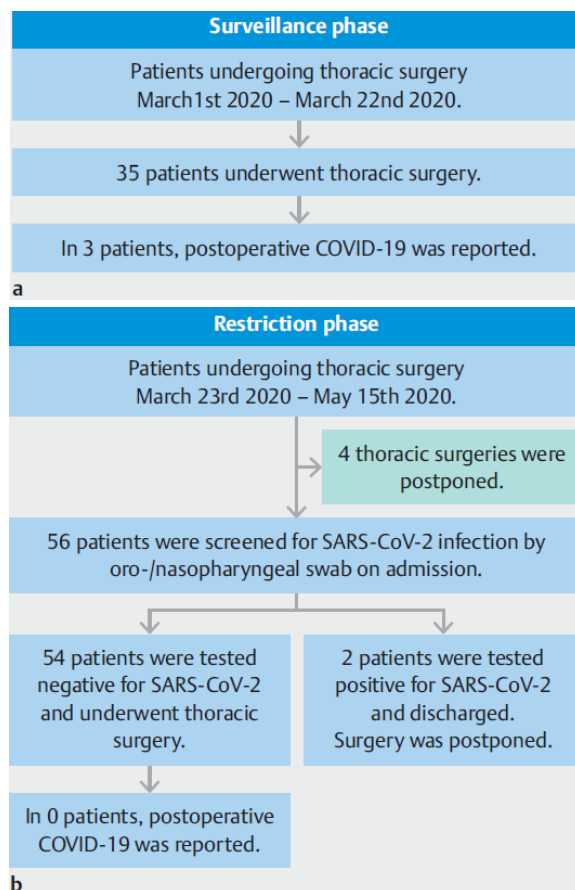 Surveillance phase
Patients undergoing thoracic surgery
March1st 2020 – March 22nd 2020.
35 patients underwent thoracic surgery.
In 3 patients, postoperative COVID-19 was reported.
a
Restriction phase
Patients undergoing thoracic surgery
March 23rd 2020 – May 15th 2020.
4 thoracic surgeries were
postponed.
56 patients were screened for SARS-CoV-2 infection by
oro-/nasopharyngeal swab on admission.
54 patients were tested
negative for SARS-CoV-2
and underwent thoracic
surgery.
2 patients were tested
positive for SARS-CoV-2
and discharged.
Surgery was postponed.
In 0 patients, postoperative
COVID-19 was reported.
b